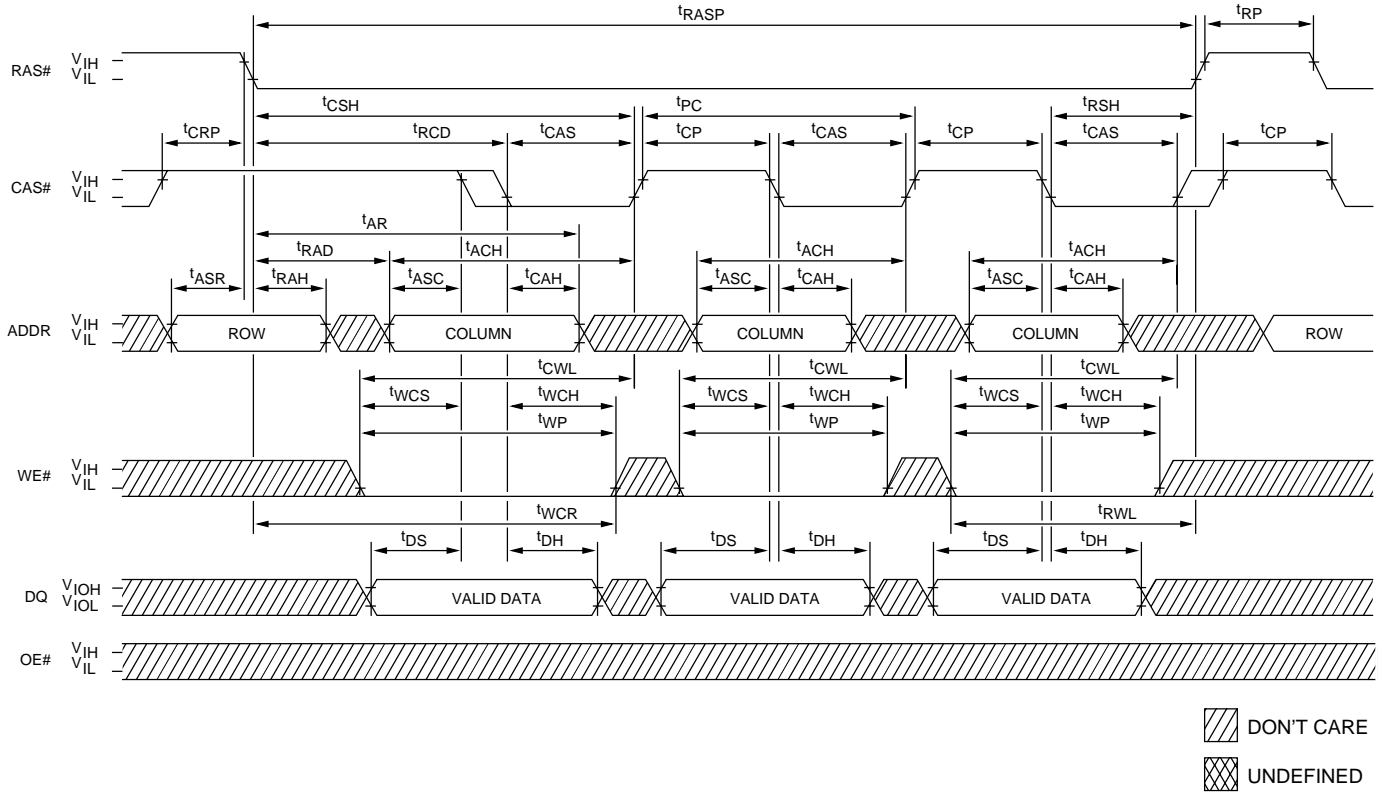 tRASP
tRP
RAS#
VIH
VIL
tCSH
tPC
tRSH
tCRP
tRCD
tCAS
tCP
tCAS
tCP
tCAS
tCP
CAS#
VIH
VIL
tAR
tRAD
tACH
tACH
tACH
tASR
tRAH
tASC
tCAH
tASC
tCAH
tASC
tCAH
ADDR
VIH
VIL
ROW
COLUMN
COLUMN
COLUMN
ROW
tCWL
tCWL
tCWL
tWCS
tWCH
tWCS
tWCH
tWCS
tWCH
tWP
tWP
tWP
WE#
VIH
VIL
tWCR
tRWL
tDS
tDH
tDS
tDH
tDS
tDH
DQ
VIOH
VIOL
VALID DATA
VALID DATA
VALID DATA
OE#
VIH
VIL
DON'T CARE
UNDEFINED